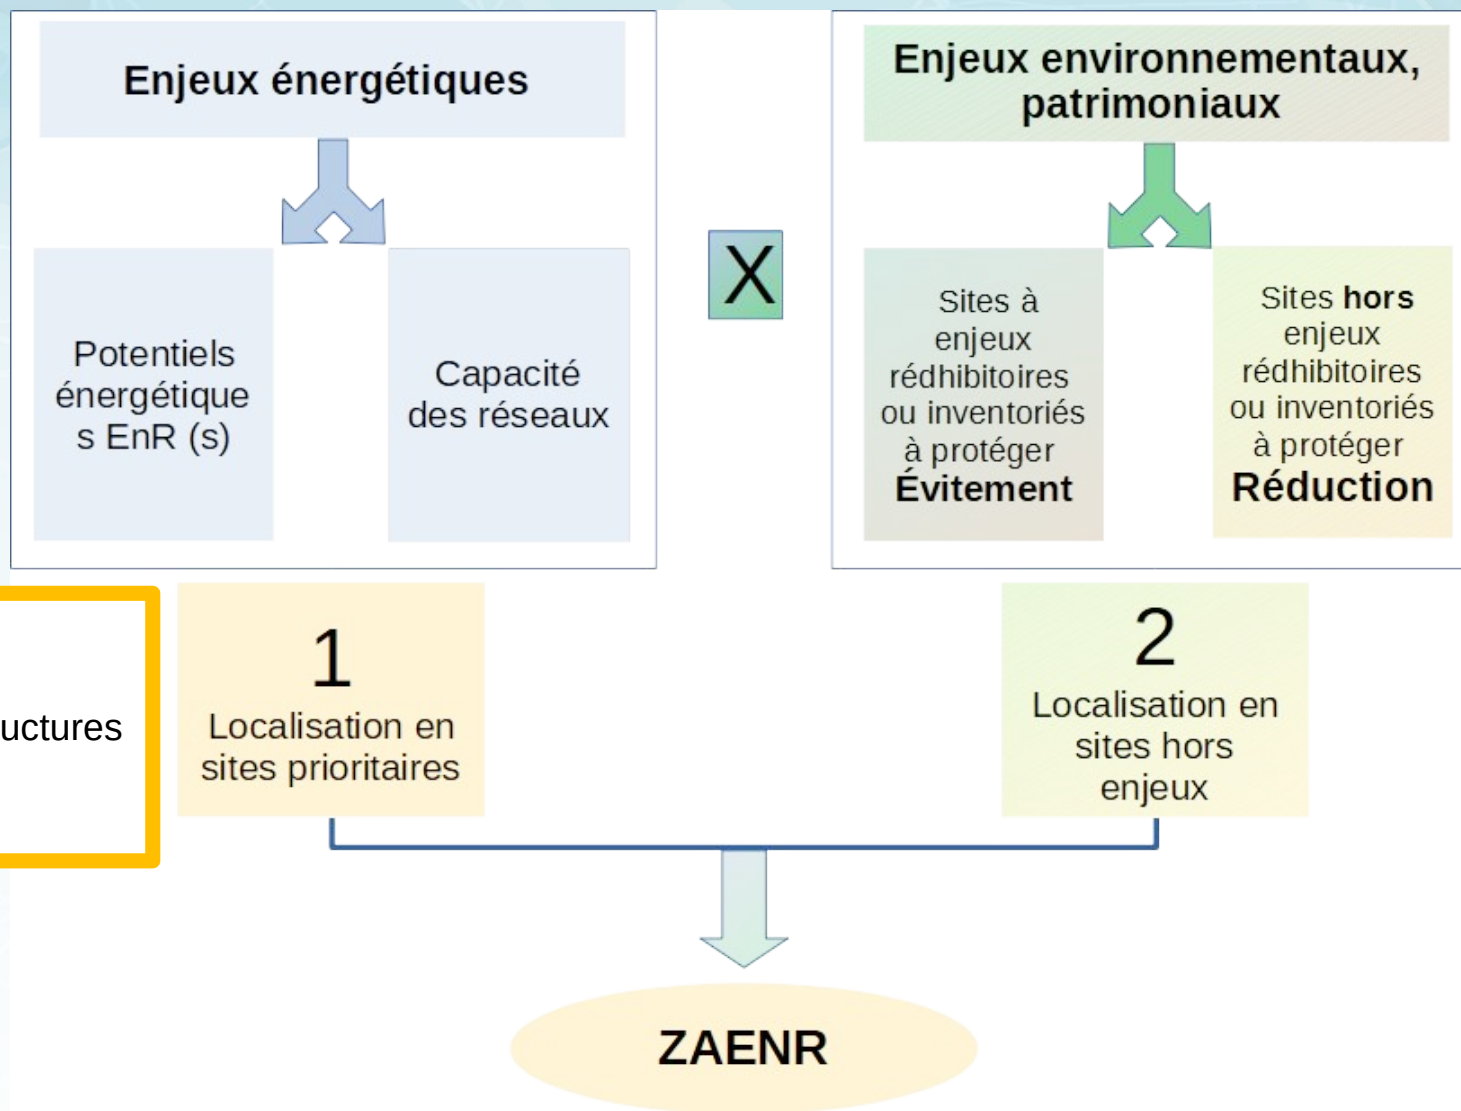 Enjeux énergétiques
Potentiels
énergétique
s EnR (s)
Capacité
des réseaux
X
Enjeux environnementaux,
patrimoniaux
Sites à
enjeux
rédhibitoires
ou inventoriés
à protéger
Évitement
Sites hors
enjeux
rédhibitoires
ou inventoriés
à protéger
Réduction
uctures
1
Localisation en
sites prioritaires
2
Localisation en
sites hors
enjeux
ZAENR